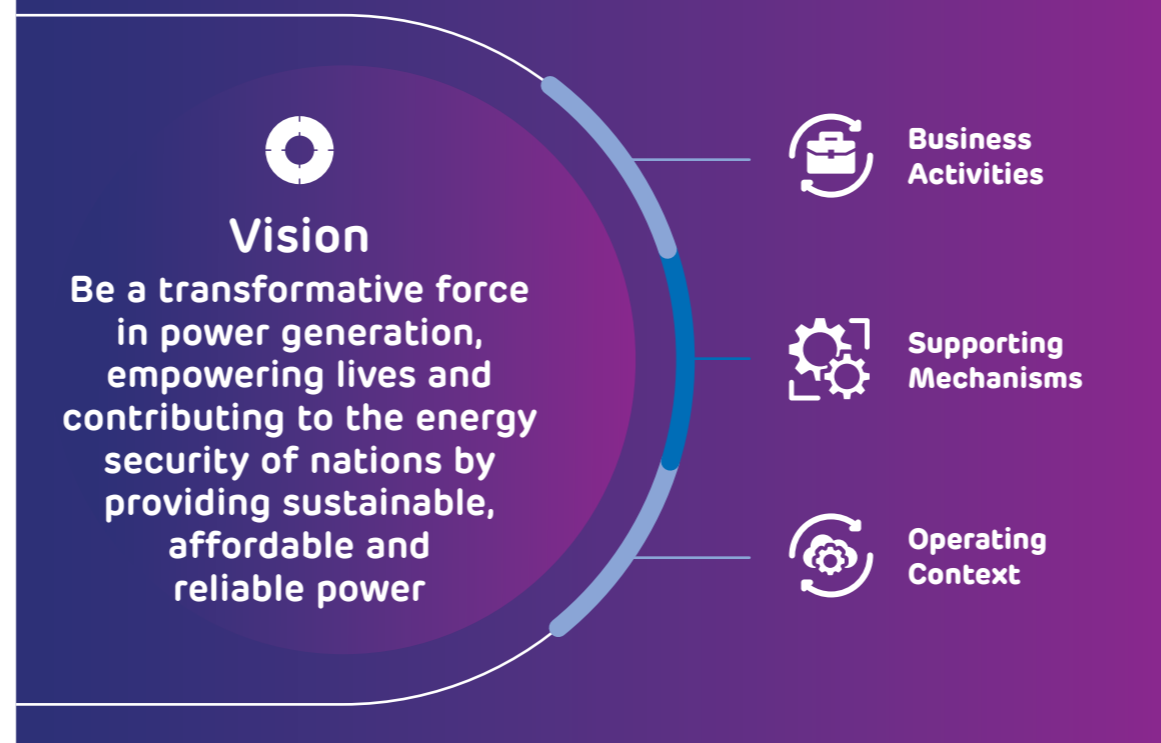 Vision
Be a transformative force
in power generation,
empowering lives and
contributing to the energy
security of nations by
providing sustainable,
affordable and
reliable power
Business
Activities
Supporting
Mechanisms
Operating
Context